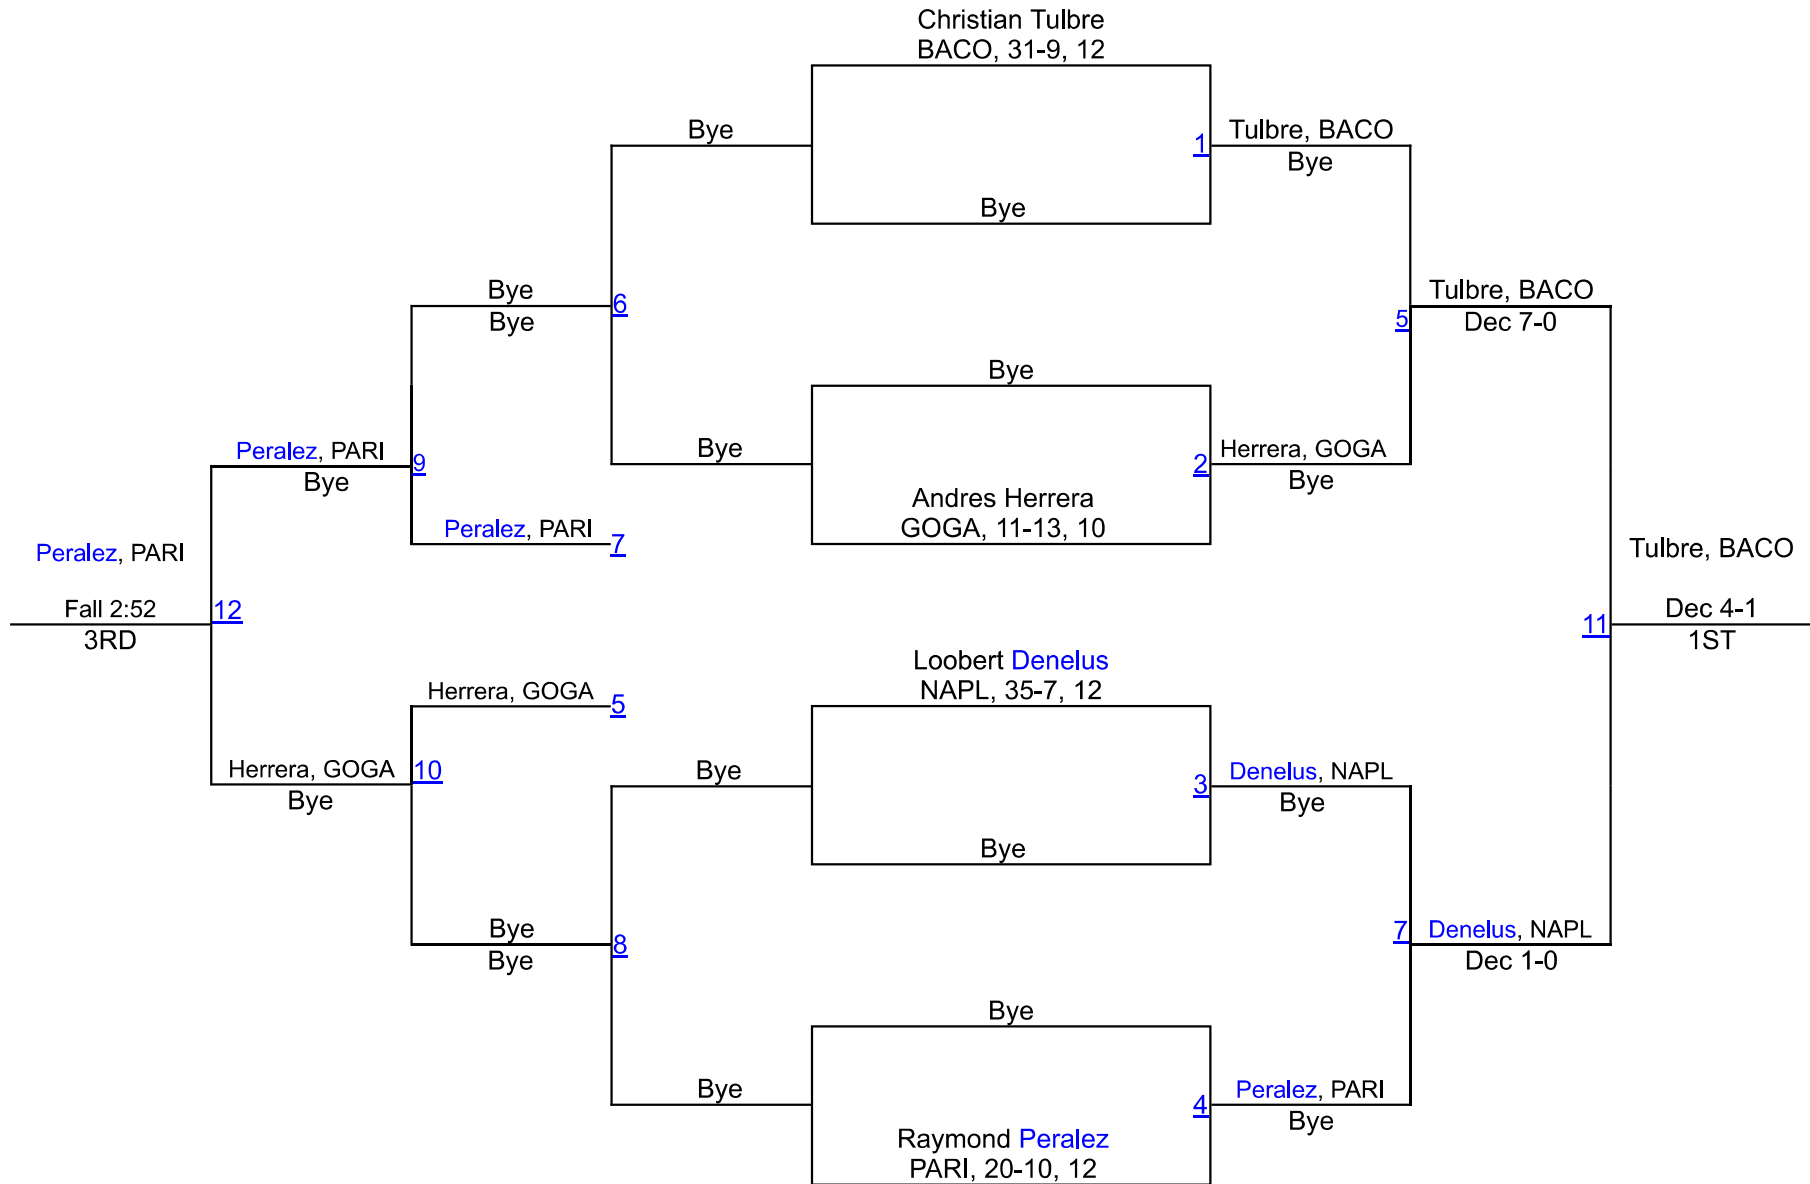 Christian Tulbre
BACO, 31-9, 12
Bye
1
Tulbre, BACO
Bye
Bye
Bye
Bye
6
Tulbre, BACO
5
Dec 7-0
Bye
Peralez, PARI
Bye
9
Bye
2
Herrera, GOGA
Bye
Andres Herrera
GOGA, 11-13, 10
Peralez, PARI
7
Peralez, PARI
Fall 2:52
3RD
12
Tulbre, BACO
Dec 4-1
1ST
11
Loobert Denelus
NAPL, 35-7, 12
Herrera, GOGA
5
Herrera, GOGA
Bye
10
Bye
3
Denelus, NAPL
Bye
Bye
Bye
Bye
8
7
Denelus, NAPL
Dec 1-0
Bye
Bye
4
Peralez, PARI
Bye
Raymond Peralez
PARI, 20-10, 12